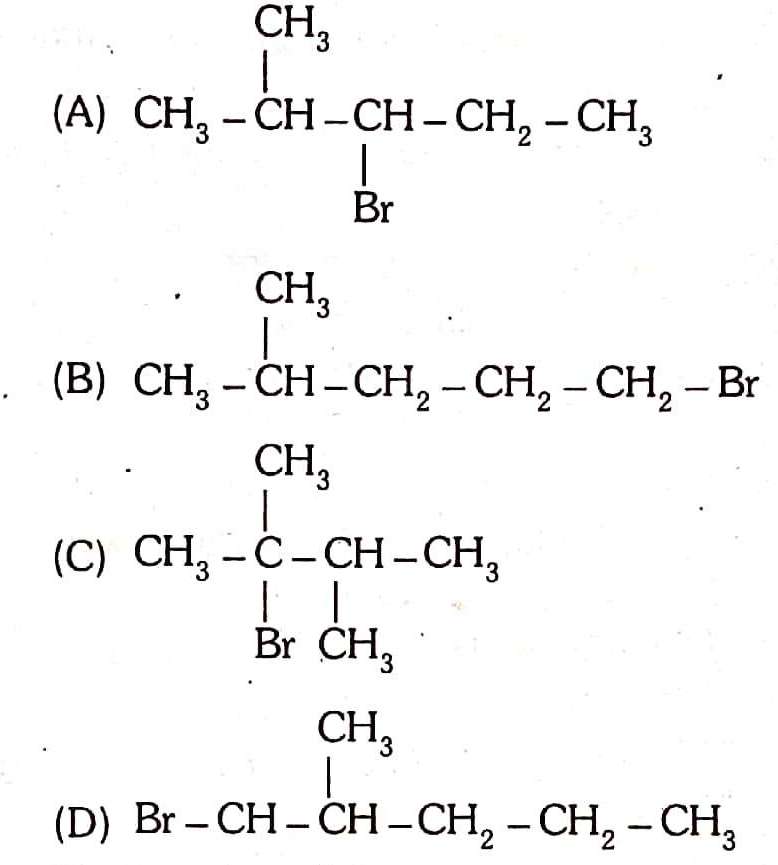 CH₃
(A) CH₃ – CH – CH – CH₂ – CH₃
Br
CH₃
(B) CH₃ – CH – CH₂ – CH₂ – CH₂ – Br
CH₃
(C) CH₃ – C – CH – CH₃
Br CH₃
CH₃
(D) Br – CH – CH – CH₂ – CH₂ – CH₃